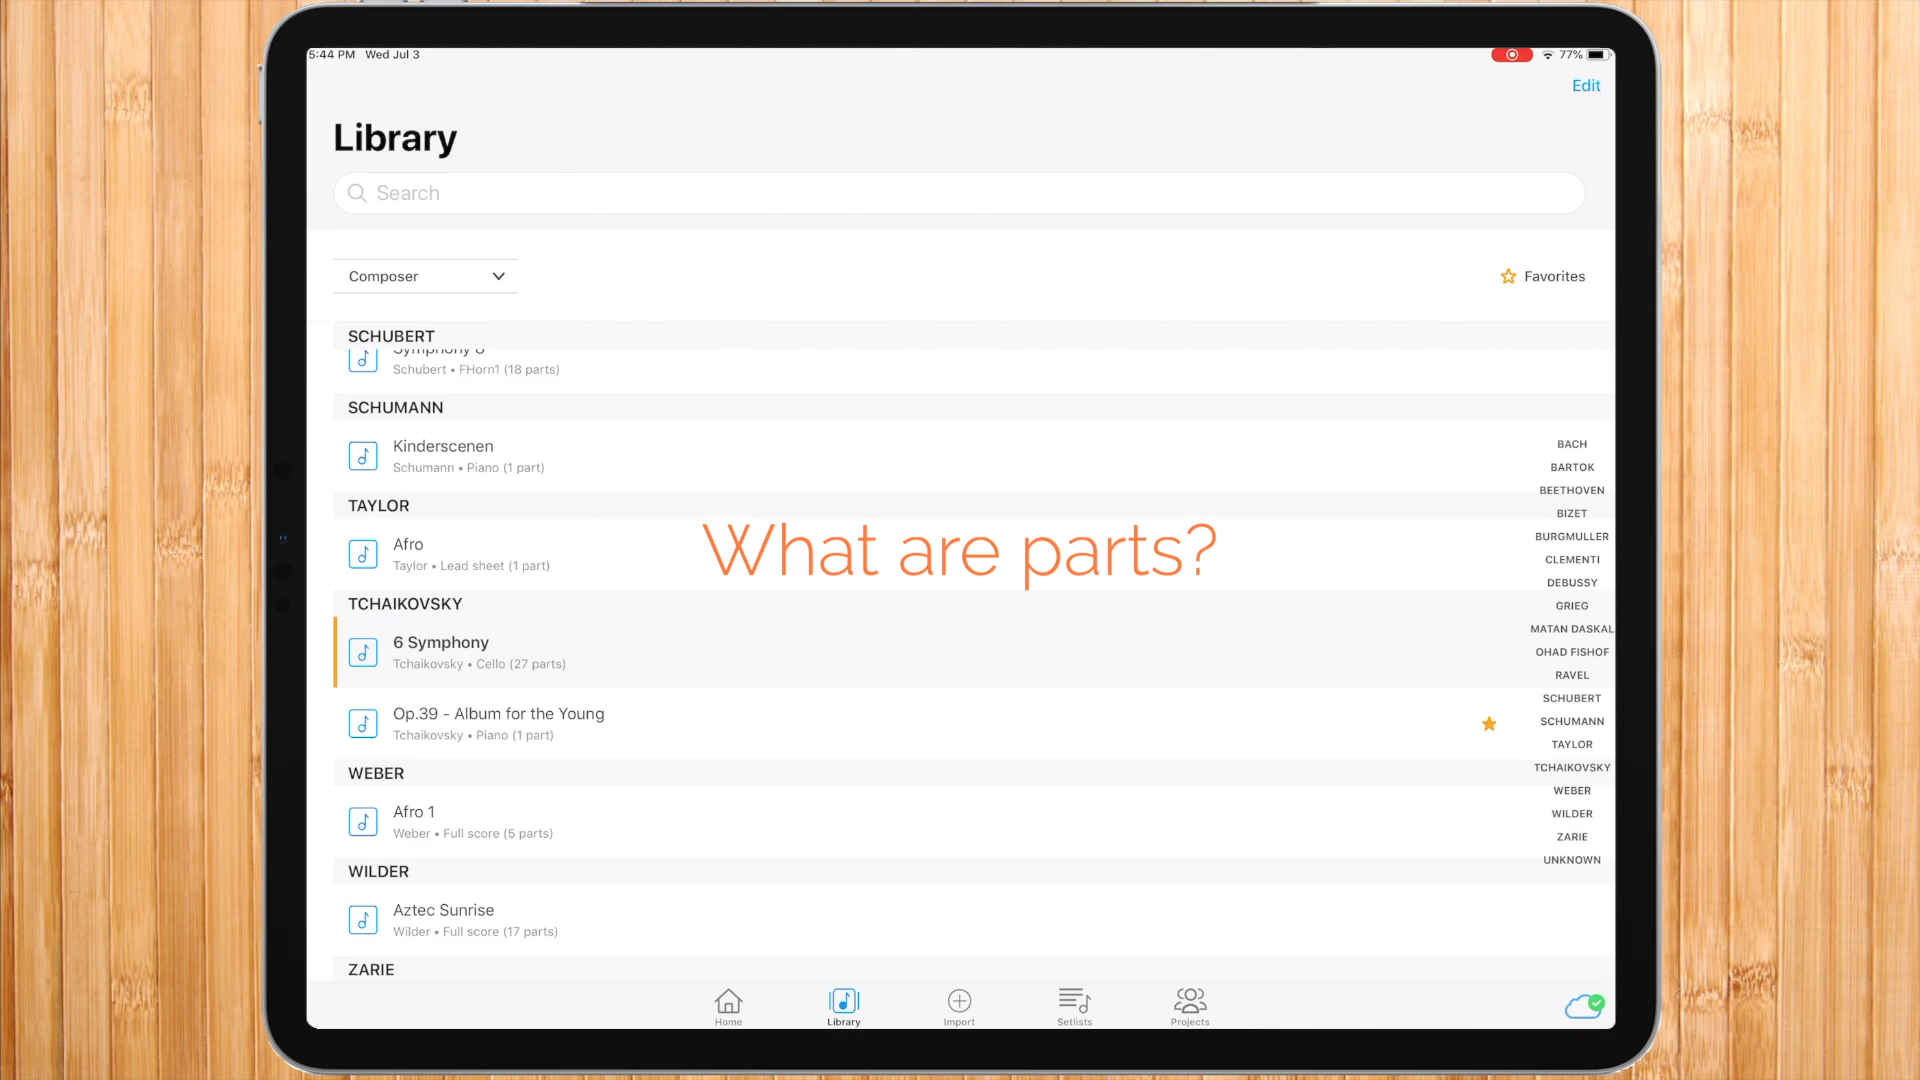 5:44 PM Wed Jul 3
77%
Edit
Library
Search
Composer
Favorites
SCHUBERT
Symphony 8
Schubert • FHorn1 (18 parts)
SCHUMANN
Kinderscenen
Schumann • Piano (1 part)
TAYLOR
Afro
Taylor • Lead sheet (1 part)
What are parts?
TCHAIKOVSKY
6 Symphony
Tchaikovsky • Cello (27 parts)
Op.39 - Album for the Young
Tchaikovsky • Piano (1 part)
WEBER
Afro 1
Weber • Full score (5 parts)
WILDER
Aztec Sunrise
Wilder • Full score (17 parts)
ZARIE
BACH
BARTOK
BEETHOVEN
BIZET
BURGMULLER
CLEMENTI
DEBUSSY
GRIEG
MATAN DASKAL
OHAD FISHOF
RAVEL
SCHUBERT
SCHUMANN
TAYLOR
TCHAIKOVSKY
WEBER
WILDER
ZARIE
UNKNOWN
Home
Library
Import
Setlists
Projects